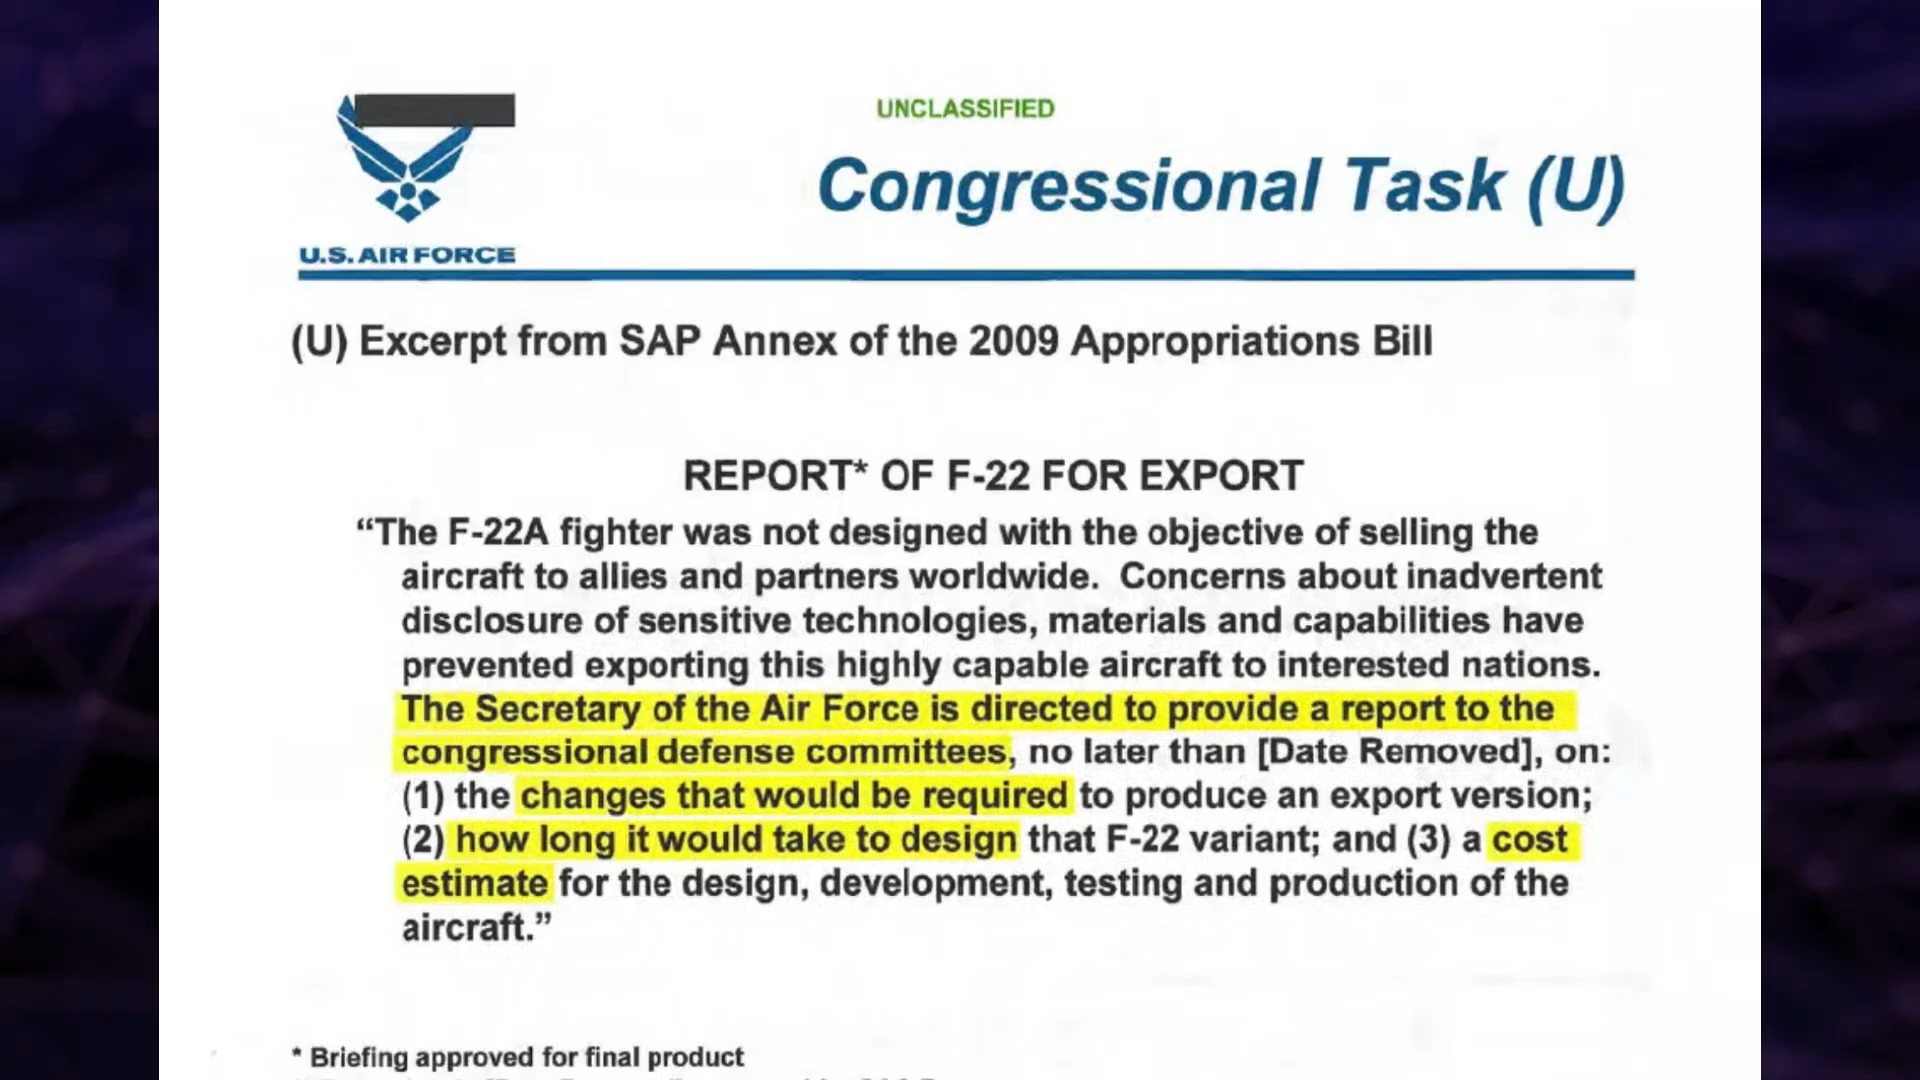 UNCLASSIFIED
Congressional Task (U)
U.S. AIR FORCE
(U) Excerpt from SAP Annex of the 2009 Appropriations Bill
REPORT* OF F-22 FOR EXPORT
“The F-22A fighter was not designed with the objective of selling the
aircraft to allies and partners worldwide. Concerns about inadvertent
disclosure of sensitive technologies, materials and capabilities have
prevented exporting this highly capable aircraft to interested nations.
The Secretary of the Air Force is directed to provide a report to the
congressional defense committees, no later than [Date Removed], on:
(1) the changes that would be required to produce an export version;
(2) how long it would take to design that F-22 variant; and (3) a cost
estimate for the design, development, testing and production of the
aircraft.”
* Briefing approved for final product